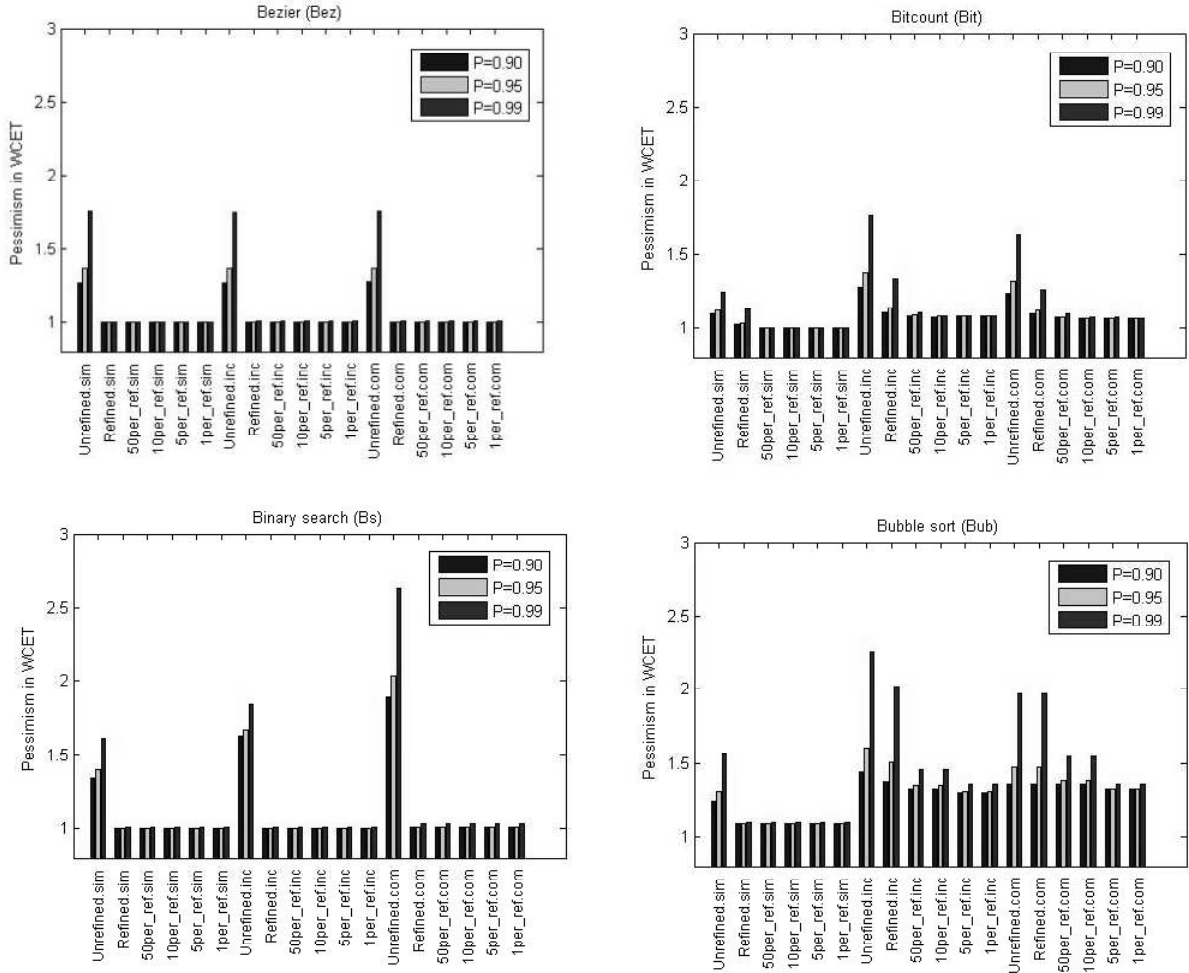 Bezier (Bez)
Pessimism in WCET
3
2.5
2
1.5
1
P=0.90
P=0.95
P=0.99
Unrefined.sim
Refined.sim
50per_ref.sim
10per_ref.sim
5per_ref.sim
1per_ref.sim
Unrefined.inc
Refined.inc
50per_ref.inc
10per_ref.inc
5per_ref.inc
1per_ref.inc
Unrefined.com
Refined.com
50per_ref.com
10per_ref.com
5per_ref.com
1per_ref.com
Bitcount (Bit)
Pessimism in WCET
3
2.5
2
1.5
1
P=0.90
P=0.95
P=0.99
Unrefined.sim
Refined.sim
50per_ref.sim
10per_ref.sim
5per_ref.sim
1per_ref.sim
Unrefined.inc
Refined.inc
50per_ref.inc
10per_ref.inc
5per_ref.inc
1per_ref.inc
Unrefined.com
Refined.com
50per_ref.com
10per_ref.com
5per_ref.com
1per_ref.com
Binary search (Bs)
Pessimism in WCET
3
2.5
2
1.5
1
P=0.90
P=0.95
P=0.99
Unrefined.sim
Refined.sim
50per_ref.sim
10per_ref.sim
5per_ref.sim
1per_ref.sim
Unrefined.inc
Refined.inc
50per_ref.inc
10per_ref.inc
5per_ref.inc
1per_ref.inc
Unrefined.com
Refined.com
50per_ref.com
10per_ref.com
5per_ref.com
1per_ref.com
Bubble sort (Bub)
Pessimism in WCET
3
2.5
2
1.5
1
P=0.90
P=0.95
P=0.99
Unrefined.sim
Refined.sim
50per_ref.sim
10per_ref.sim
5per_ref.sim
1per_ref.sim
Unrefined.inc
Refined.inc
50per_ref.inc
10per_ref.inc
5per_ref.inc
1per_ref.inc
Unrefined.com
Refined.com
50per_ref.com
10per_ref.com
5per_ref.com
1per_ref.com